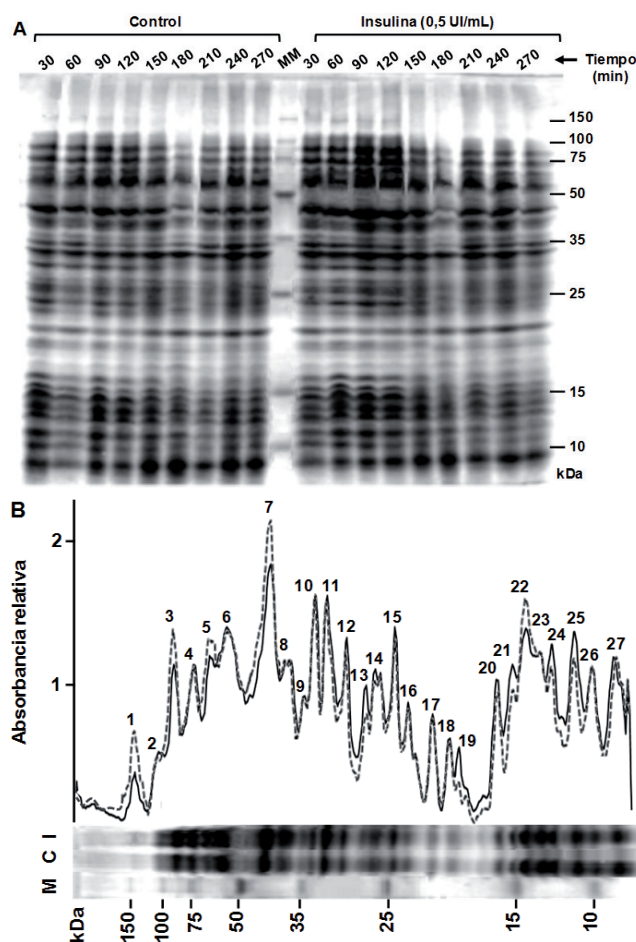 Control Insulina (0,5 UI/mL)
A
30 60 90 120 150 180 210 240 270 MM 30 60 90 120 150 180 210 240 270 Tiempo
(min)
150
100
75
50
35
25
15
10
kDa
B
7
2
22
3 10 11
5 6 12 15 23 25
4 24 27
8 14 20 21 26
13
1 9 16 17
1
2 18 19
Absorbancia relativa
I
C
M
kDa 150 100 75 50 35 25 15 10